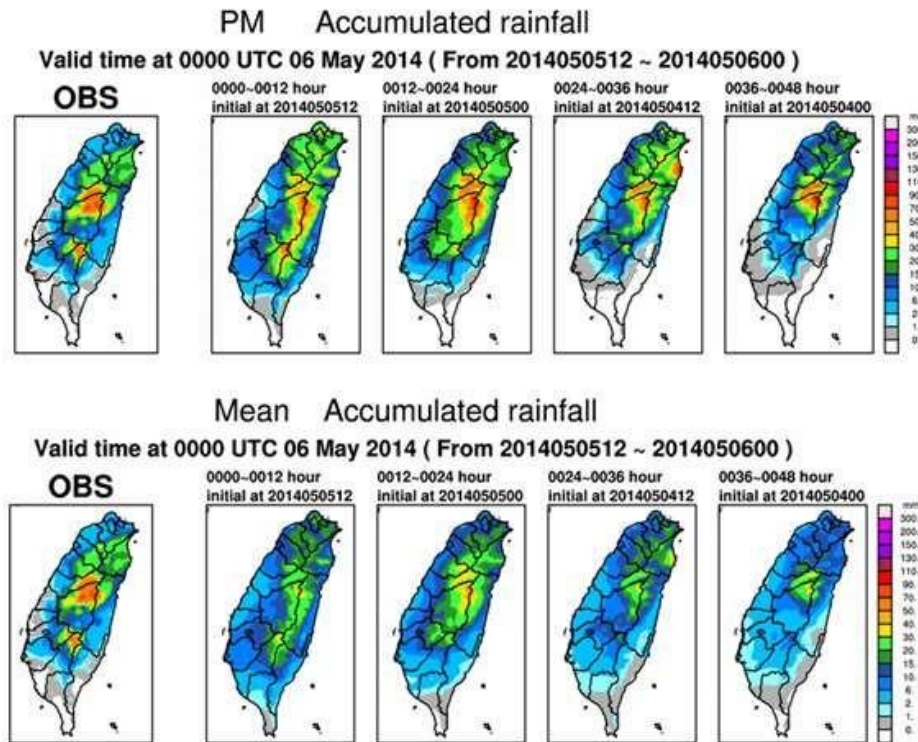 PM Accumulated rainfall
Valid time at 0000 UTC 06 May 2014 ( From 2014050512 ~ 2014050600 )
OBS
0000~0012 hour
initial at 2014050512
0012~0024 hour
initial at 2014050500
0024~0036 hour
initial at 2014050412
0036~0048 hour
initial at 2014050400
Mean Accumulated rainfall
Valid time at 0000 UTC 06 May 2014 ( From 2014050512 ~ 2014050600 )
OBS
0000~0012 hour
initial at 2014050512
0012~0024 hour
initial at 2014050500
0024~0036 hour
initial at 2014050412
0036~0048 hour
initial at 2014050400
300.
200.
150.
130.
110.
90.
70.
50.
40.
30.
20.
15.
10.
6.
2.
1.
0.